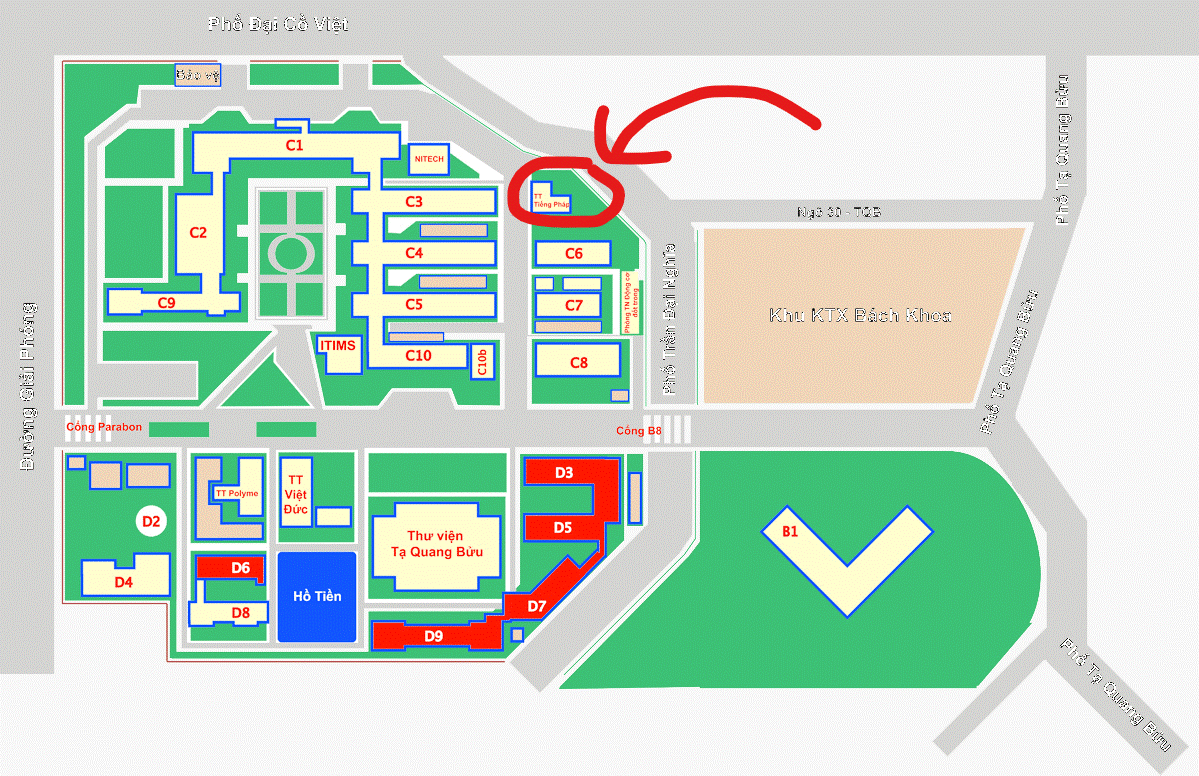 Phố Đại Cồ Việt
Bảo vệ
C1
NITECH
C3
TT
Tiếng Pháp
C2
C4
C6
C9
C5
C7
Phòng TN Động cơ
đốt trong
ITIMS
C10
C10b
C8
Phố Trần Đại Nghĩa
Khu KTX Bách Khoa
Đường Giải Phóng
Cổng Parabon
Cổng B8
D3
TT Polyme
TT
Việt
Đức
D2
D5
Thư viện
Tạ Quang Bửu
B1
D4
D6
Hồ Tiền
D8
D7
D9
Phố Tạ Quang Bửu
Phố Tạ Quang Bửu
Phố Tạ Quang Bửu